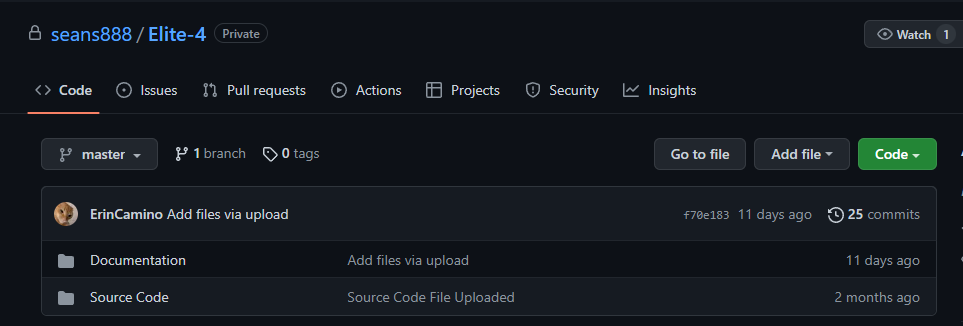 seans888 / Elite-4 Private
Watch 1
Code Issues Pull requests Actions Projects Security Insights
master 1 branch 0 tags Go to file Add file Code
ErinCamino Add files via upload f70e183 11 days ago 25 commits
Documentation Add files via upload 11 days ago
Source Code Source Code File Uploaded 2 months ago